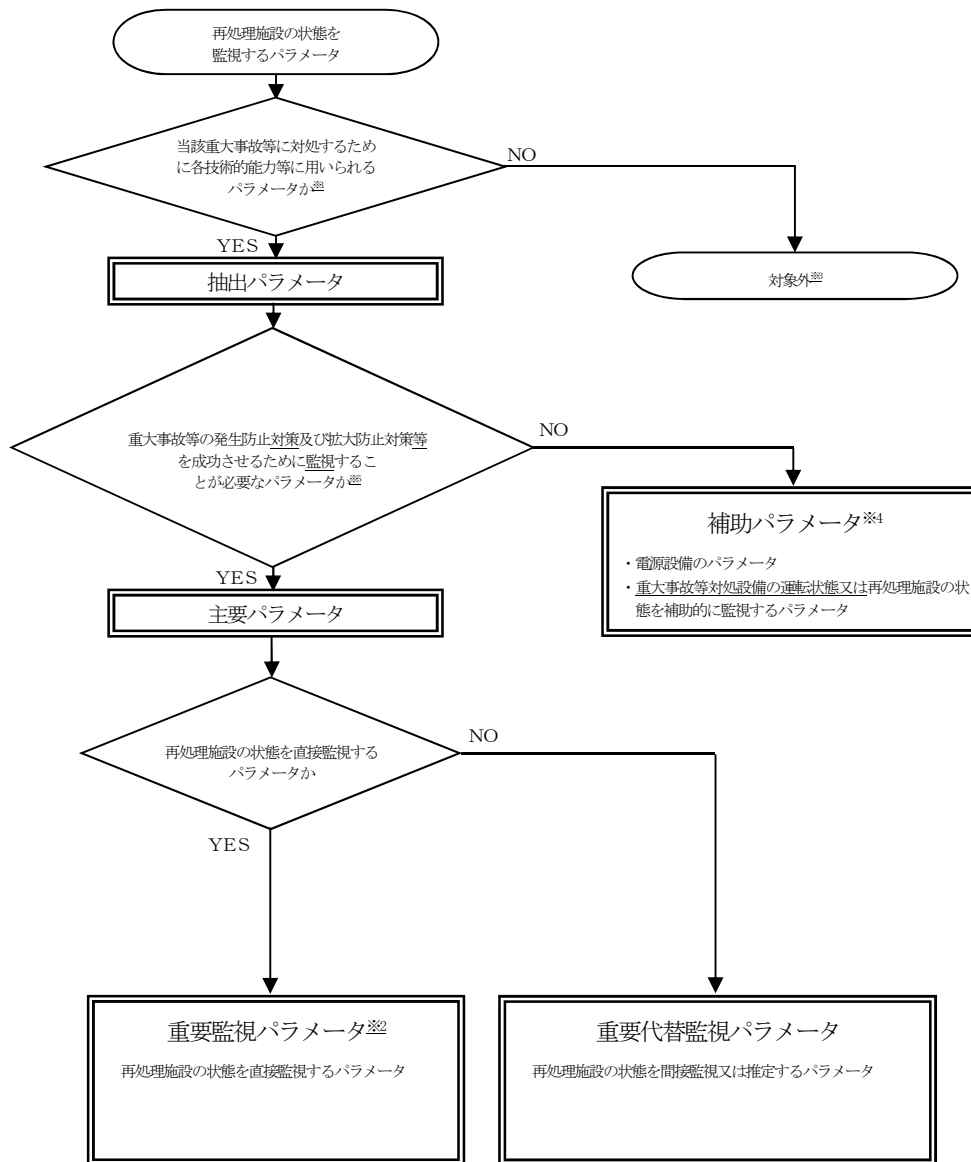 再処理施設の状態を
監視するパラメータ
当該重大事故等に対処するため
に各技術的能力等に用いられる
パラメータか※1
NO
YES
抽出パラメータ
対象外※3
重大事故等の発生防止対策及び拡大防止対策等
を成功させるために監視するこ
とが必要なパラメータか※5
NO
補助パラメータ※4
・電源設備のパラメータ
・重大事故等対処設備の運転状態又は再処理施設の状
態を補助的に監視するパラメータ
YES
主要パラメータ
再処理施設の状態を直接監視する
パラメータか
NO
YES
重要監視パラメータ※2
再処理施設の状態を直接監視するパラメータ
重要代替監視パラメータ
再処理施設の状態を間接監視又は推定するパラメータ